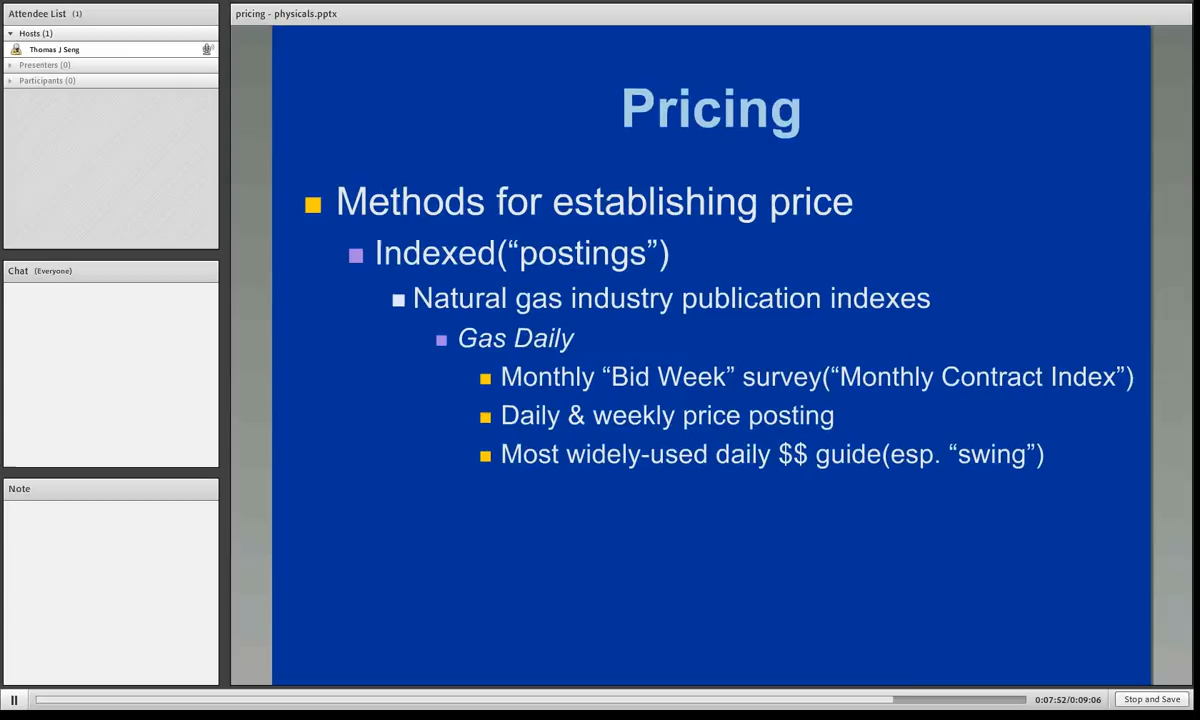 Attendee List (1)
Hosts (1)
Thomas J Seng
Presenters (0)
Participants (0)
Chat (Everyone)
Note
pricing - physicals.pptx
Pricing
Methods for establishing price
Indexed(“postings”)
Natural gas industry publication indexes
Gas Daily
Monthly “Bid Week” survey(“Monthly Contract Index”)
Daily & weekly price posting
Most widely-used daily $$ guide(esp. “swing”)
0:07:52/0:09:06
Stop and Save